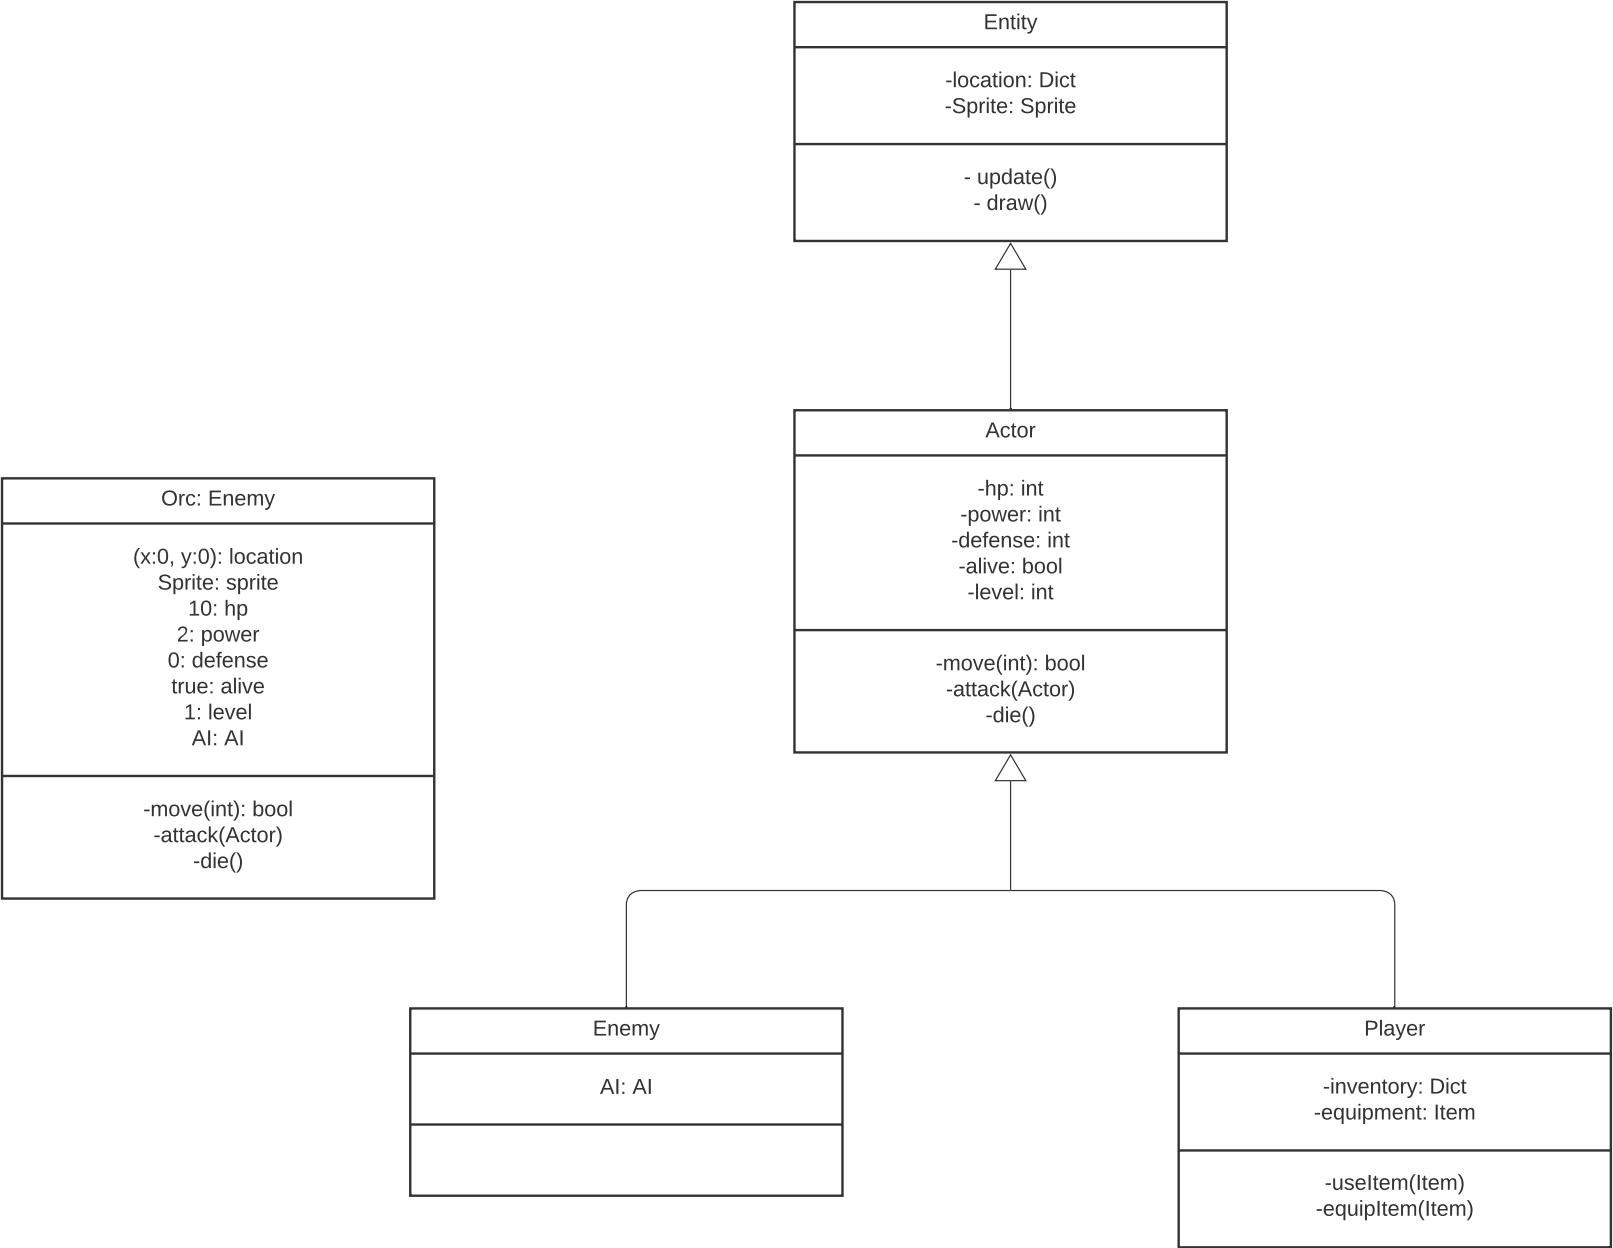 Entity
-location: Dict
-Sprite: Sprite
- update()
- draw()
Actor
-hp: int
-power: int
-defense: int
-alive: bool
-level: int
-move(int): bool
-attack(Actor)
-die()
Orc: Enemy
(x:0, y:0): location
Sprite: sprite
10: hp
2: power
0: defense
true: alive
1: level
AI: AI
-move(int): bool
-attack(Actor)
-die()
Enemy
AI: AI
Player
-inventory: Dict
-equipment: Item
-useItem(Item)
-equipItem(Item)